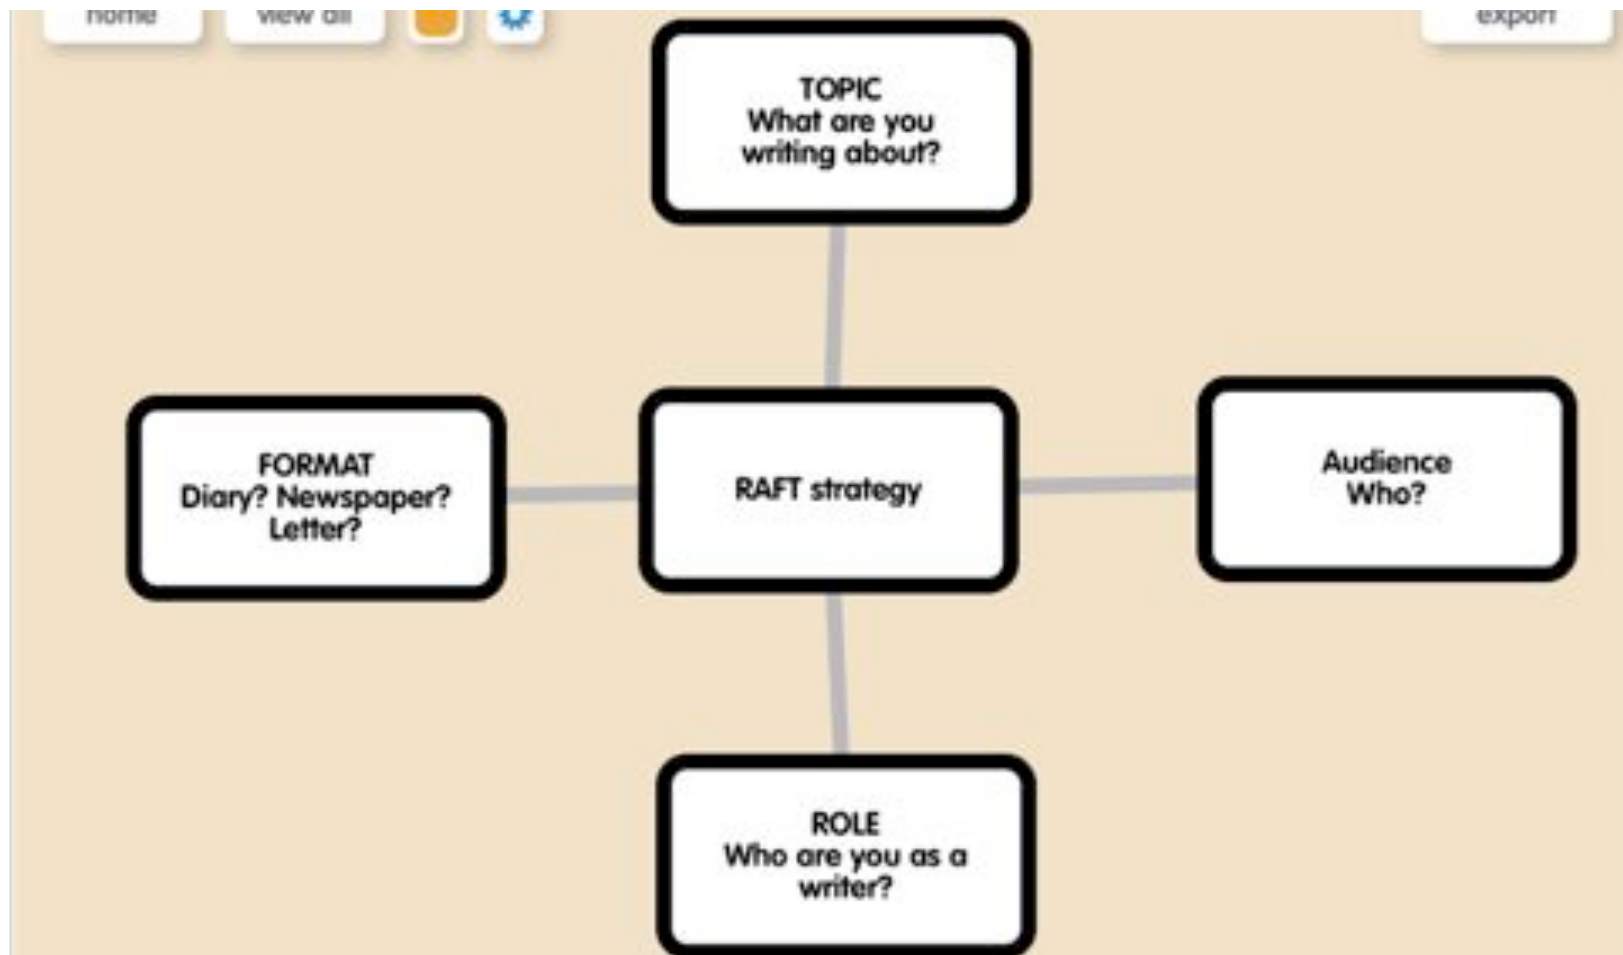 home view all export
TOPIC
What are you
writing about?
FORMAT
Diary? Newspaper?
Letter?
RAFT strategy
Audience
Who?
ROLE
Who are you as a
writer?